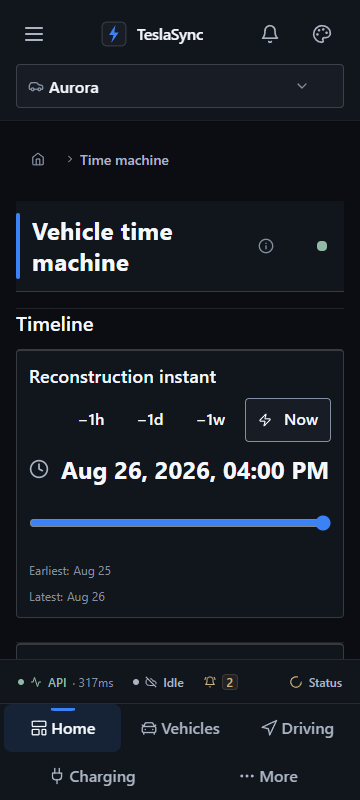 TeslaSync
Aurora
Time machine
Vehicle time
machine
Timeline
Reconstruction instant
−1h −1d −1w Now
Aug 26, 2026, 04:00 PM
Earliest: Aug 25
Latest: Aug 26
API · 317ms Idle 2 Status
Home Vehicles Driving
Charging More